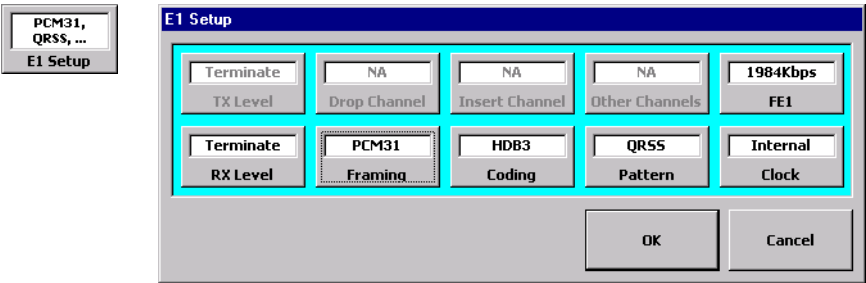 PCM31,
QRSS, ...
E1 Setup
E1 Setup
Terminate
TX Level
NA
Drop Channel
NA
Insert Channel
NA
Other Channels
1984Kbps
FE1
Terminate
RX Level
PCM31
Framing
HDB3
Coding
QRSS
Pattern
Internal
Clock
OK
Cancel